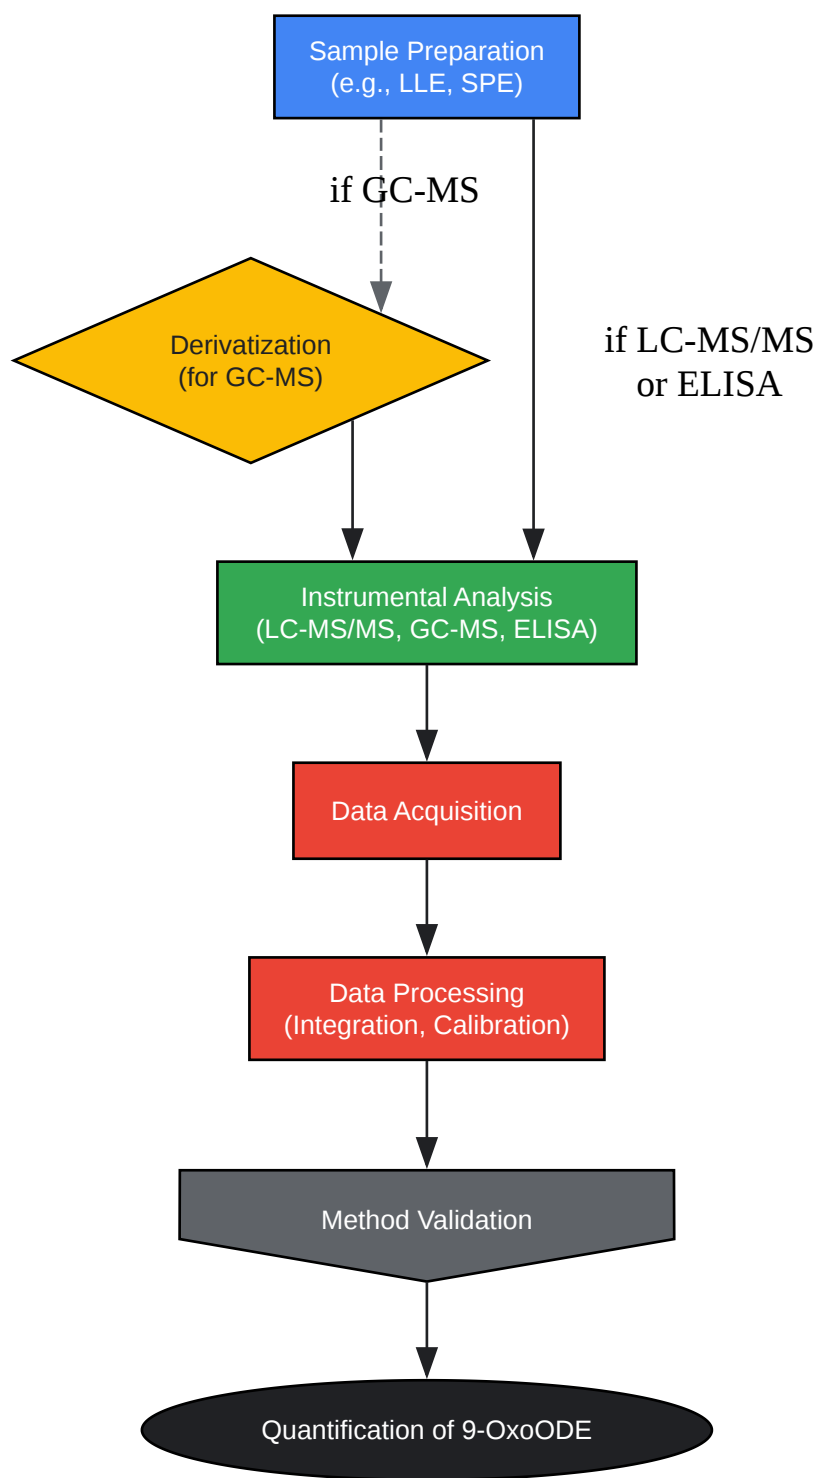 Sample Preparation
(e.g., LLE, SPE)
if GC-MS
Derivatization
(for GC-MS)
if LC-MS/MS
or ELISA
Instrumental Analysis
(LC-MS/MS, GC-MS, ELISA)
Data Acquisition
Data Processing
(Integration, Calibration)
Method Validation
Quantification of 9-OxoODE